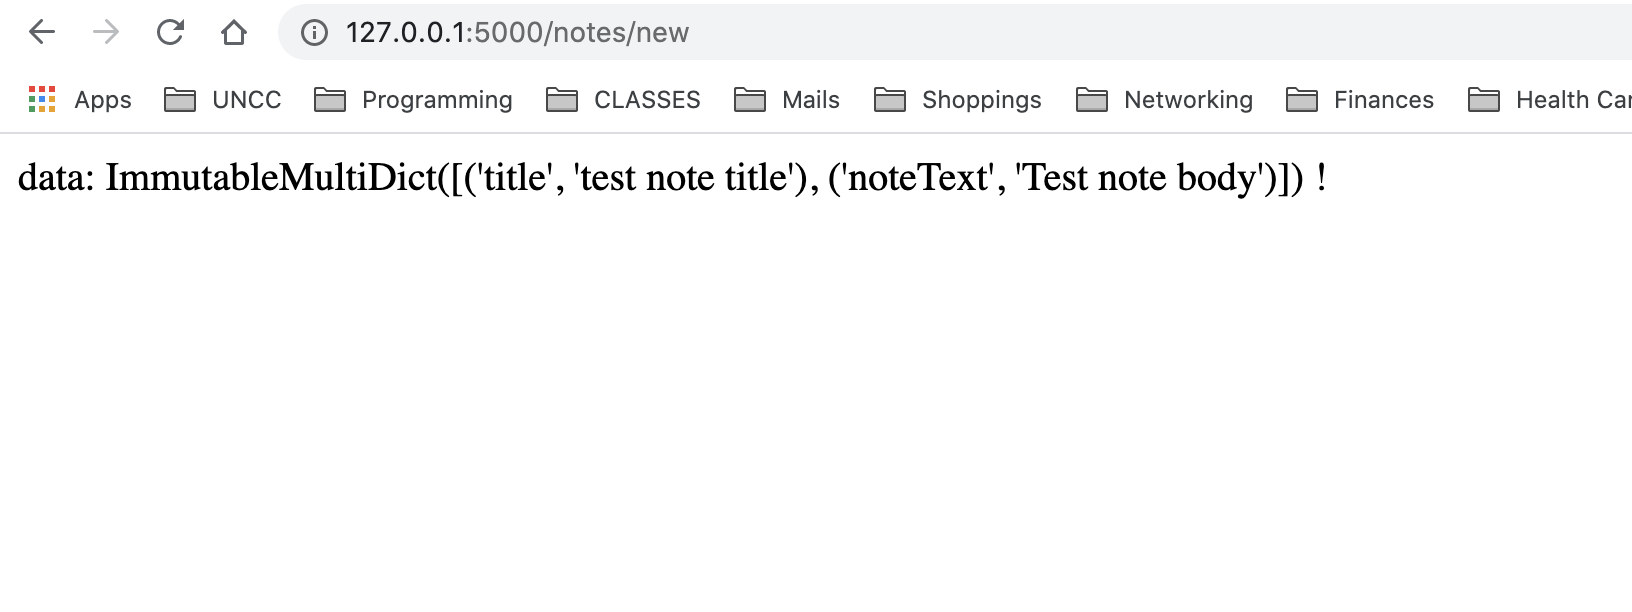 127.0.0.1:5000/notes/new
Apps UNCC Programming CLASSES Mails Shoppings Networking Finances Health Car
data: ImmutableMultiDict([('title', 'test note title'), ('noteText', 'Test note body')]) !